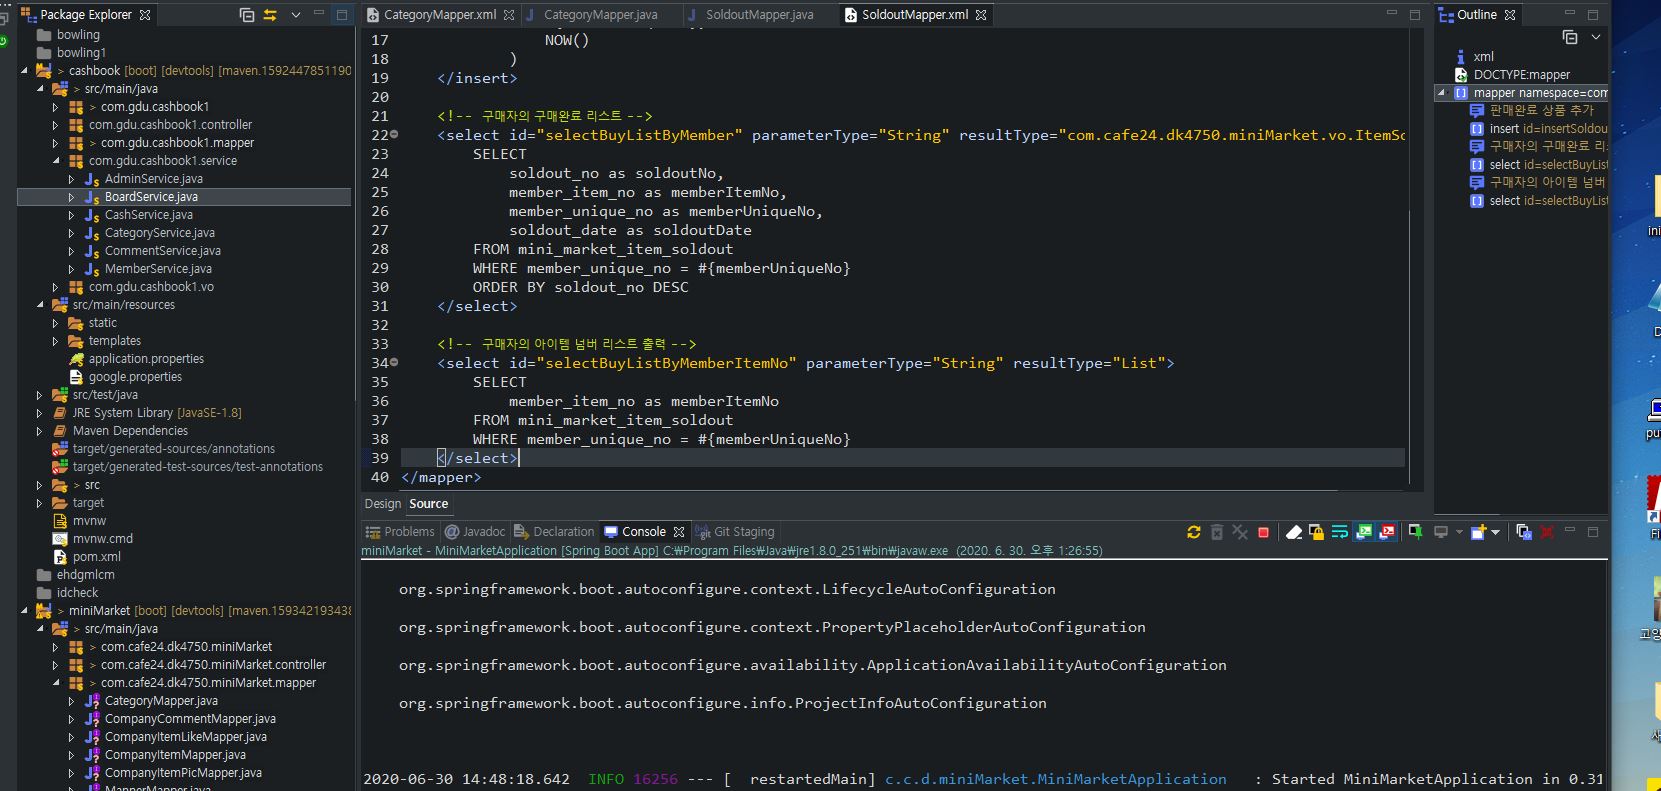 Package Explorer
bowling
bowling1
> cashbook [boot] [devtools] [maven.1592447851190
> src/main/java
> com.gdu.cashbook1
com.gdu.cashbook1.controller
> com.gdu.cashbook1.mapper
com.gdu.cashbook1.service
AdminService.java
BoardService.java
CashService.java
CategoryService.java
CommentService.java
MemberService.java
com.gdu.cashbook1.vo
src/main/resources
static
templates
application.properties
google.properties
src/test/java
JRE System Library [JavaSE-1.8]
Maven Dependencies
target/generated-sources/annotations
target/generated-test-sources/test-annotations
> src
target
mvnw
mvnw.cmd
pom.xml
ehdgmlcm
idcheck
> miniMarket [boot] [devtools] [maven.159342193438
> src/main/java
> com.cafe24.dk4750.miniMarket
> com.cafe24.dk4750.miniMarket.controller
> com.cafe24.dk4750.miniMarket.mapper
CategoryMapper.java
CompanyCommentMapper.java
CompanyItemLikeMapper.java
CompanyItemMapper.java
CompanyItemPicMapper.java
CategoryMapper.xml
CategoryMapper.java
SoldoutMapper.java
SoldoutMapper.xml
17 NOW()
18 )
19 </insert>
20
21 <!-- 구매자의 구매완료 리스트 -->
22 <select id="selectBuyListByMember" parameterType="String" resultType="com.cafe24.dk4750.miniMarket.vo.ItemSo
23 SELECT
24 soldout_no as soldoutNo,
25 member_item_no as memberItemNo,
26 member_unique_no as memberUniqueNo,
27 soldout_date as soldoutDate
28 FROM mini_market_item_soldout
29 WHERE member_unique_no = #{memberUniqueNo}
30 ORDER BY soldout_no DESC
31 </select>
32
33 <!-- 구매자의 아이템 넘버 리스트 출력 -->
34 <select id="selectBuyListByMemberItemNo" parameterType="String" resultType="List">
35 SELECT
36 member_item_no as memberItemNo
37 FROM mini_market_item_soldout
38 WHERE member_unique_no = #{memberUniqueNo}
39 </select>
40 </mapper>
Design Source
Problems @ Javadoc Declaration Console Git Staging
miniMarket - MiniMarketApplication [Spring Boot App] C:₩Program Files₩Java₩jre1.8.0_251₩bin₩javaw.exe (2020. 6. 30. 오후 1:26:55)
org.springframework.boot.autoconfigure.context.LifecycleAutoConfiguration
org.springframework.boot.autoconfigure.context.PropertyPlaceholderAutoConfiguration
org.springframework.boot.autoconfigure.availability.ApplicationAvailabilityAutoConfiguration
org.springframework.boot.autoconfigure.info.ProjectInfoAutoConfiguration
2020-06-30 14:48:18.642 INFO 16256 --- [ restartedMain] c.c.d.miniMarket.MiniMarketApplication : Started MiniMarketApplication in 0.31
Outline
xml
DOCTYPE:mapper
mapper namespace=com
판매완료 상품 추가
insert id=insertSoldou
구매자의 구매완료 리
select id=selectBuyList
구매자의 아이템 넘버
select id=selectBuyList